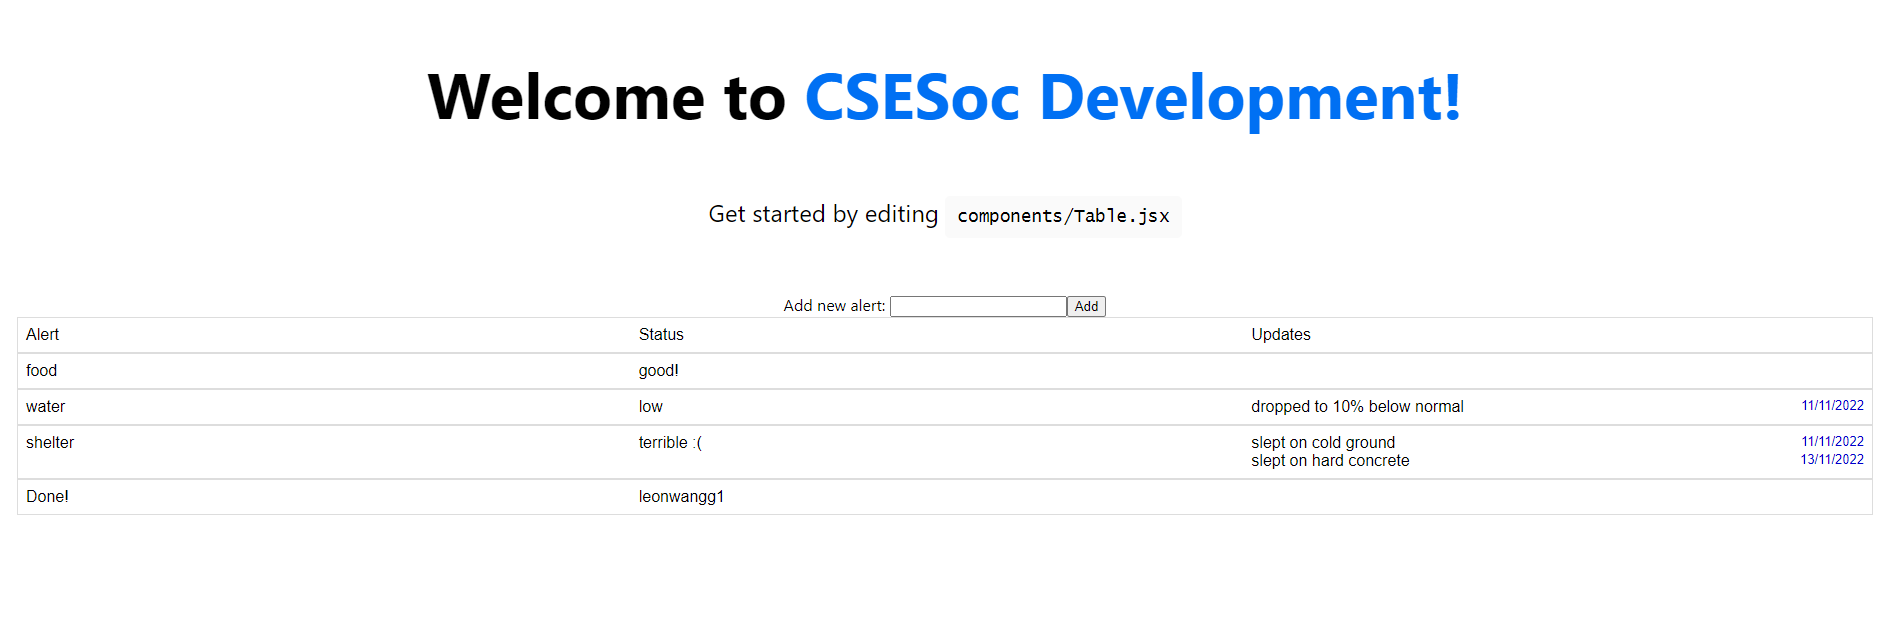 Welcome to CSESoc Development!
Get started by editing components/Table.jsx
Add new alert: Add
Alert Status Updates
food good!
water low dropped to 10% below normal 11/11/2022
shelter terrible :( slept on cold ground 11/11/2022
slept on hard concrete 13/11/2022
Done! leonwangg1